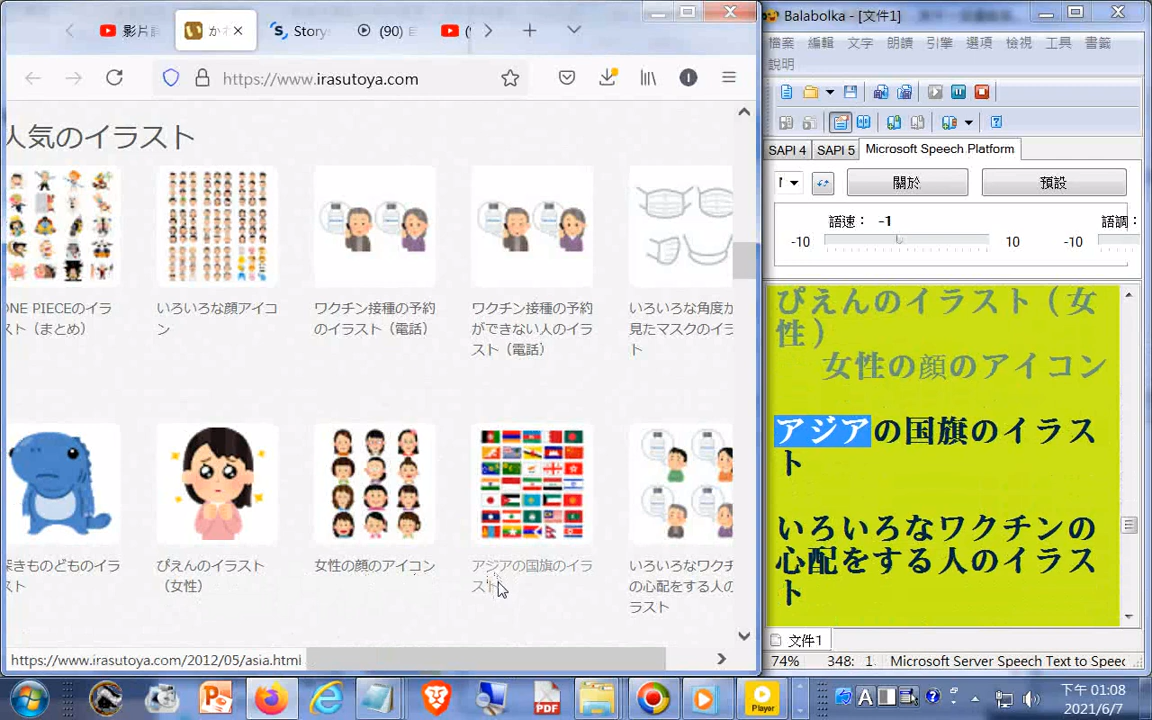 影片
か
Story
(90)
https://www.irasutoya.com
人気のイラスト
ONE PIECEのイラ
スト（まとめ）
いろいろな顔アイコ
ン
ワクチン接種の予約
のイラスト（電話）
ワクチン接種の予約
ができない人のイラ
スト（電話）
いろいろな角度か
見たマスクのイラ
ト
深きものどものイラ
スト
ぴえんのイラスト
（女性）
女性の顔のアイコン
アジアの国旗のイラ
スト
いろいろなワクチ
の心配をする人の
ラスト
https://www.irasutoya.com/2012/05/asia.html
Balabolka - [文件1]
檔案 編輯 文字 朗讀 引擎 選項 檢視 工具 書籤
說明
SAPI 4 SAPI 5 Microsoft Speech Platform
關於 預設
語速： -1 語調：
-10 10 -10
ぴえんのイラスト（女
性）
女性の顔のアイコン
アジアの国旗のイラス
ト
いろいろなワクチンの
心配をする人のイラス
ト
文件1
74% 348: 1 Microsoft Server Speech Text to Speec
PDF
Player
下午 01:08
2021/6/7